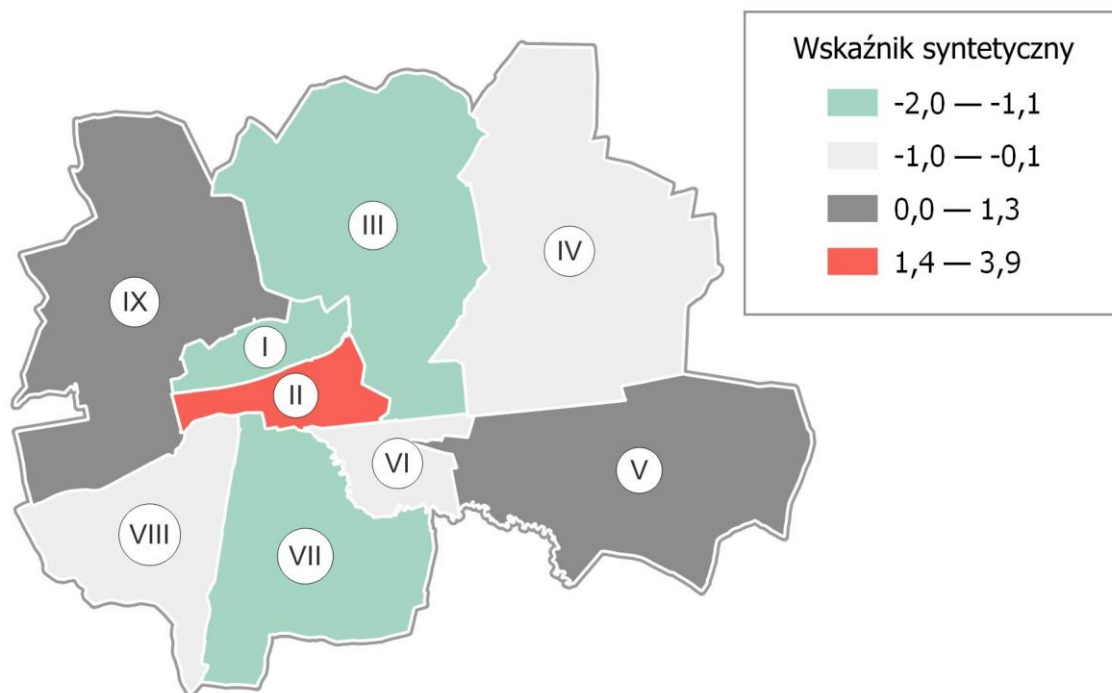 Wskaźnik syntetyczny
-2,0 — -1,1
-1,0 — -0,1
0,0 — 1,3
1,4 — 3,9
III
IV
IX
I
II
VI
V
VIII
VII